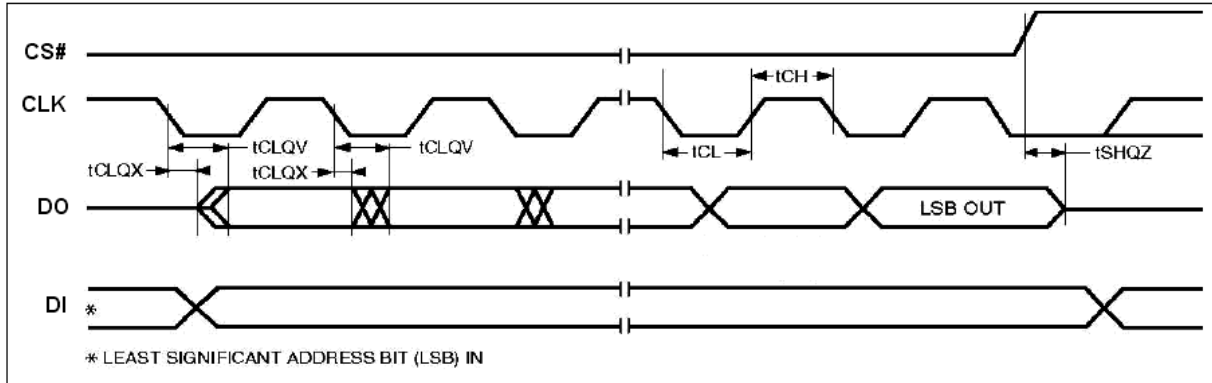 CS#
tCH
CLK
tCLQV
tCLQV
tCL
tCLQX
tCLQX
tSHQZ
DO
LSB OUT
DI
*
* LEAST SIGNIFICANT ADDRESS BIT (LSB) IN